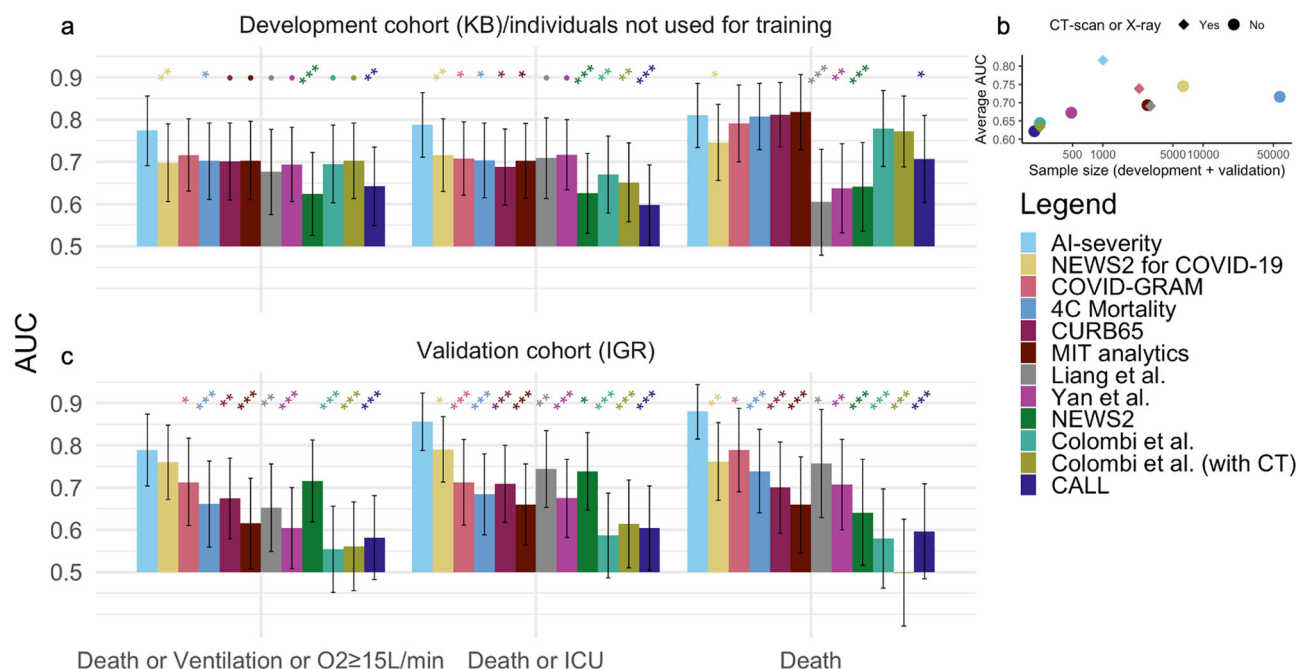 a
Development cohort (KB)/individuals not used for training
** * • • • • *** • • ***
** * * * * • • *** ** ** ***
* *** ** *** *
0.9
0.8
0.7
0.6
0.5
b
CT-scan or X-ray ◆ Yes ● No
Average AUC
0.80
0.75
0.70
0.65
0.60
500 1000 5000 10000 50000
Sample size (development + validation)
Legend
AI-severity
NEWS2 for COVID-19
COVID-GRAM
4C Mortality
CURB65
MIT analytics
Liang et al.
Yan et al.
NEWS2
Colombi et al.
Colombi et al. (with CT)
CALL
AUC
c
Validation cohort (IGR)
* *** ** *** ** *** *** *** ***
* *** *** ** *** ** *** * *** *** ***
** * *** *** *** * ** *** *** *** ***
0.9
0.8
0.7
0.6
0.5
Death or Ventilation or O2≥15L/min
Death or ICU
Death